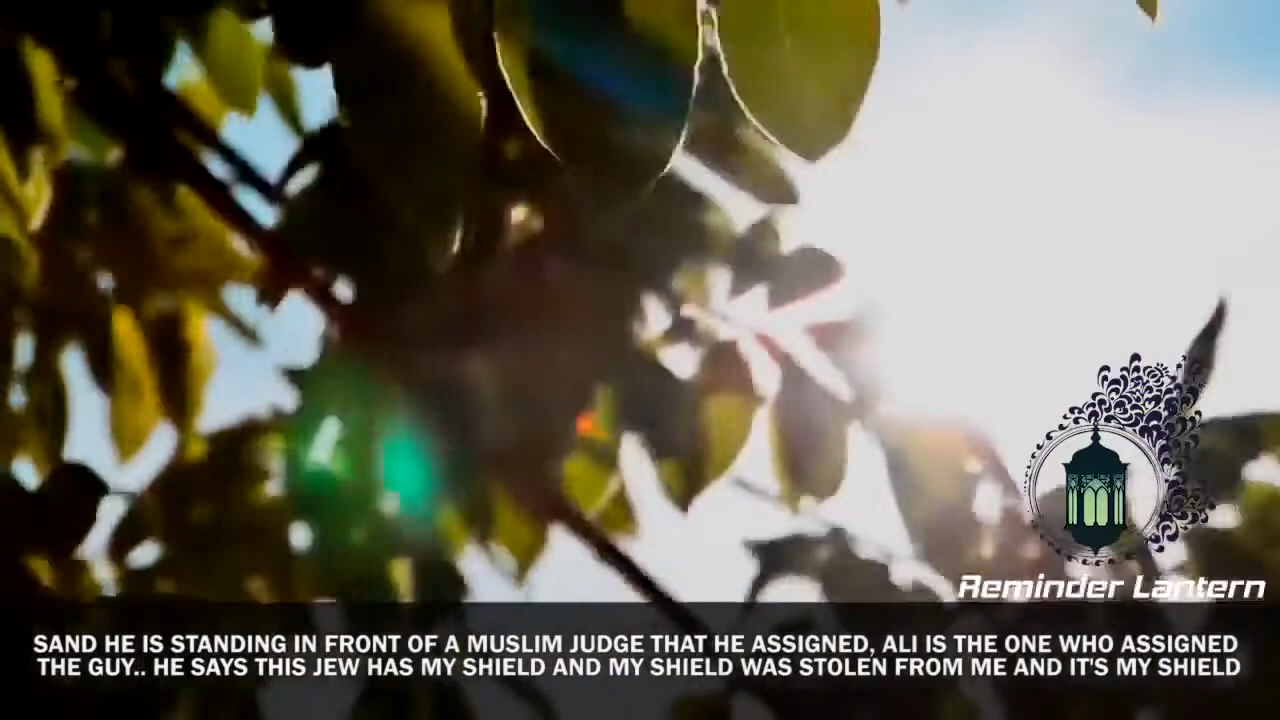 Reminder Lantern
SAND HE IS STANDING IN FRONT OF A MUSLIM JUDGE THAT HE ASSIGNED, ALI IS THE ONE WHO ASSIGNED
THE GUY.. HE SAYS THIS JEW HAS MY SHIELD AND MY SHIELD WAS STOLEN FROM ME AND IT'S MY SHIELD